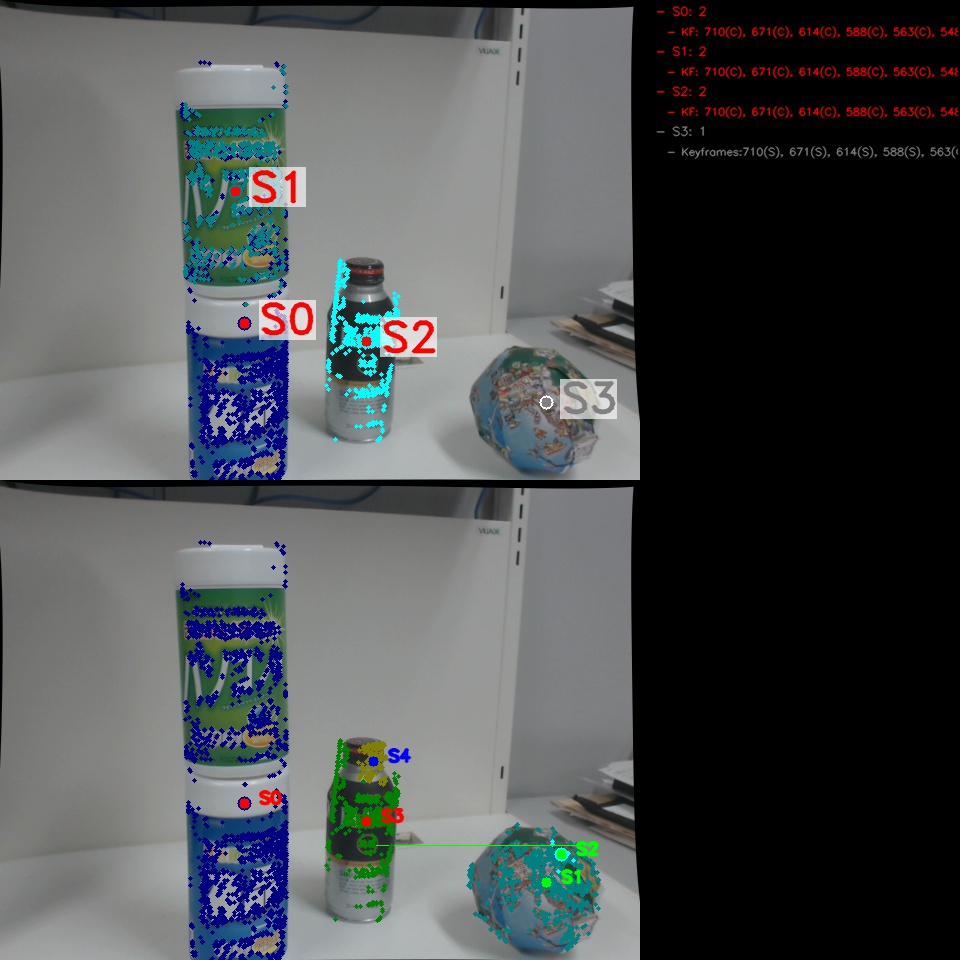 - S0: 2
- KF: 710(C), 671(C), 614(C), 588(C), 563(C), 548
- S1: 2
- KF: 710(C), 671(C), 614(C), 588(C), 563(C), 548
- S2: 2
- KF: 710(C), 671(C), 614(C), 588(C), 563(C), 548
- S3: 1
- Keyframes:710(S), 671(S), 614(S), 588(S), 563(
VILLAGE
S1
S0
S2
S3
VILLAGE
S4
S0
S3
S2
S1